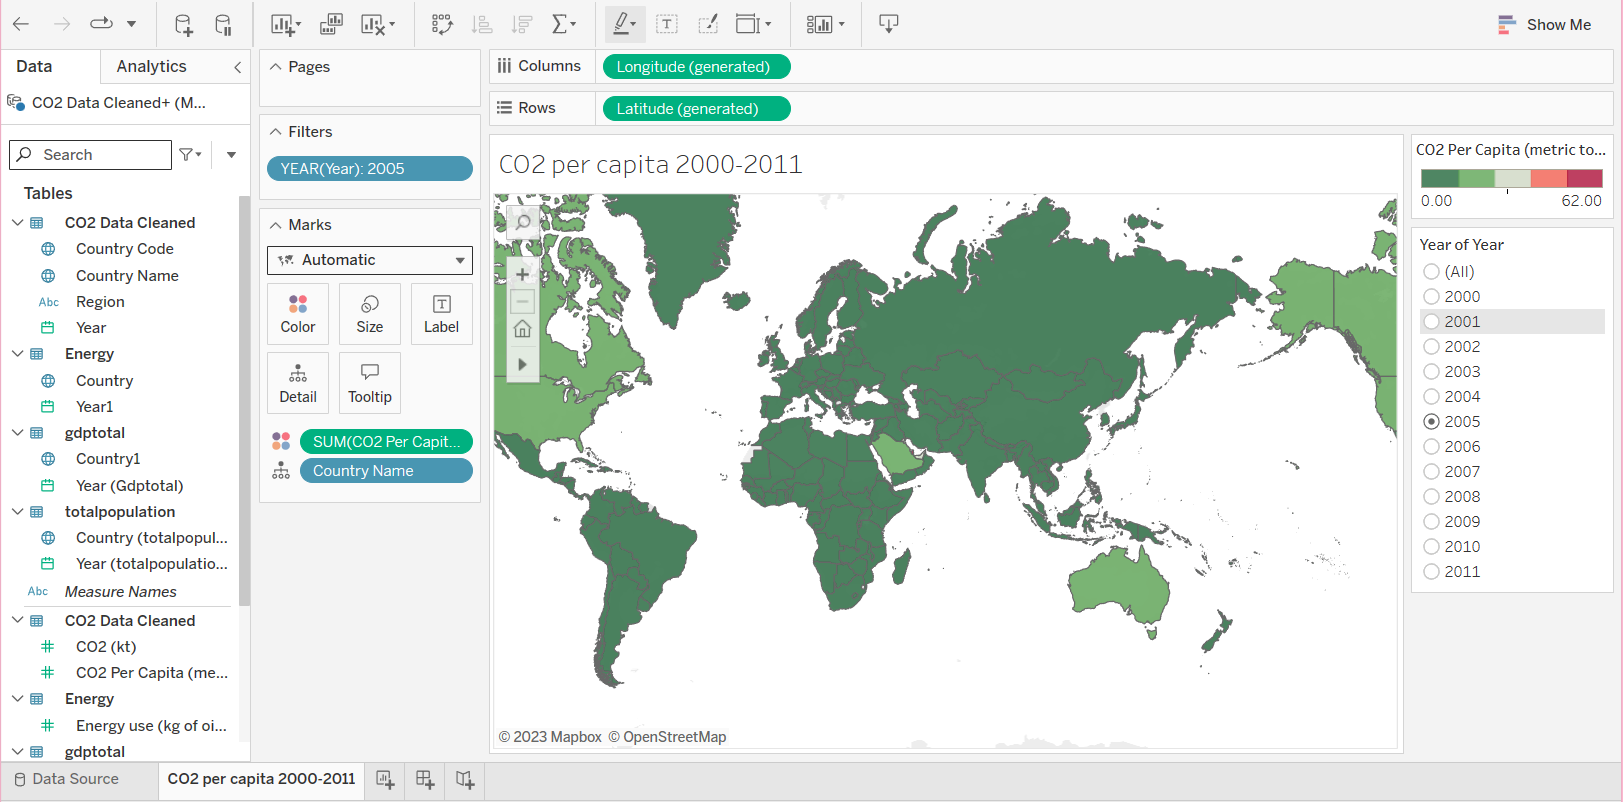 Show Me
Data
Analytics
CO2 Data Cleaned+ (M...
Search
Tables
CO2 Data Cleaned
Country Code
Country Name
Abc Region
Year
Energy
Country
Year1
gdptotal
Country1
Year (Gdptotal)
totalpopulation
Country (totalpopul...
Year (totalpopulatio...
Abc Measure Names
CO2 Data Cleaned
CO2 (kt)
CO2 Per Capita (me...
Energy
Energy use (kg of oi...
gdptotal
Pages
Filters
YEAR(Year): 2005
Marks
Automatic
Color
Size
Label
Detail
Tooltip
SUM(CO2 Per Capit...
Country Name
Columns
Longitude (generated)
Rows
Latitude (generated)
CO2 per capita 2000-2011
© 2023 Mapbox © OpenStreetMap
CO2 Per Capita (metric to...
0.00 62.00
Year of Year
(All)
2000
2001
2002
2003
2004
2005
2006
2007
2008
2009
2010
2011
Data Source
CO2 per capita 2000-2011